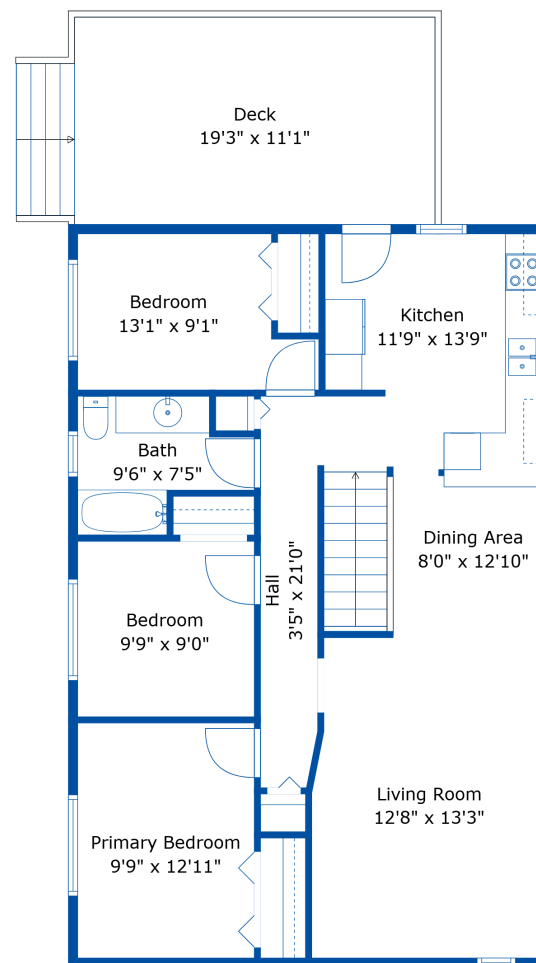 Deck
19'3" x 11'1"
Bedroom
13'1" x 9'1"
Kitchen
11'9" x 13'9"
Bath
9'6" x 7'5"
Dining Area
8'0" x 12'10"
Hall
3'5" x 21'0"
Bedroom
9'9" x 9'0"
Living Room
12'8" x 13'3"
Primary Bedroom
9'9" x 12'11"